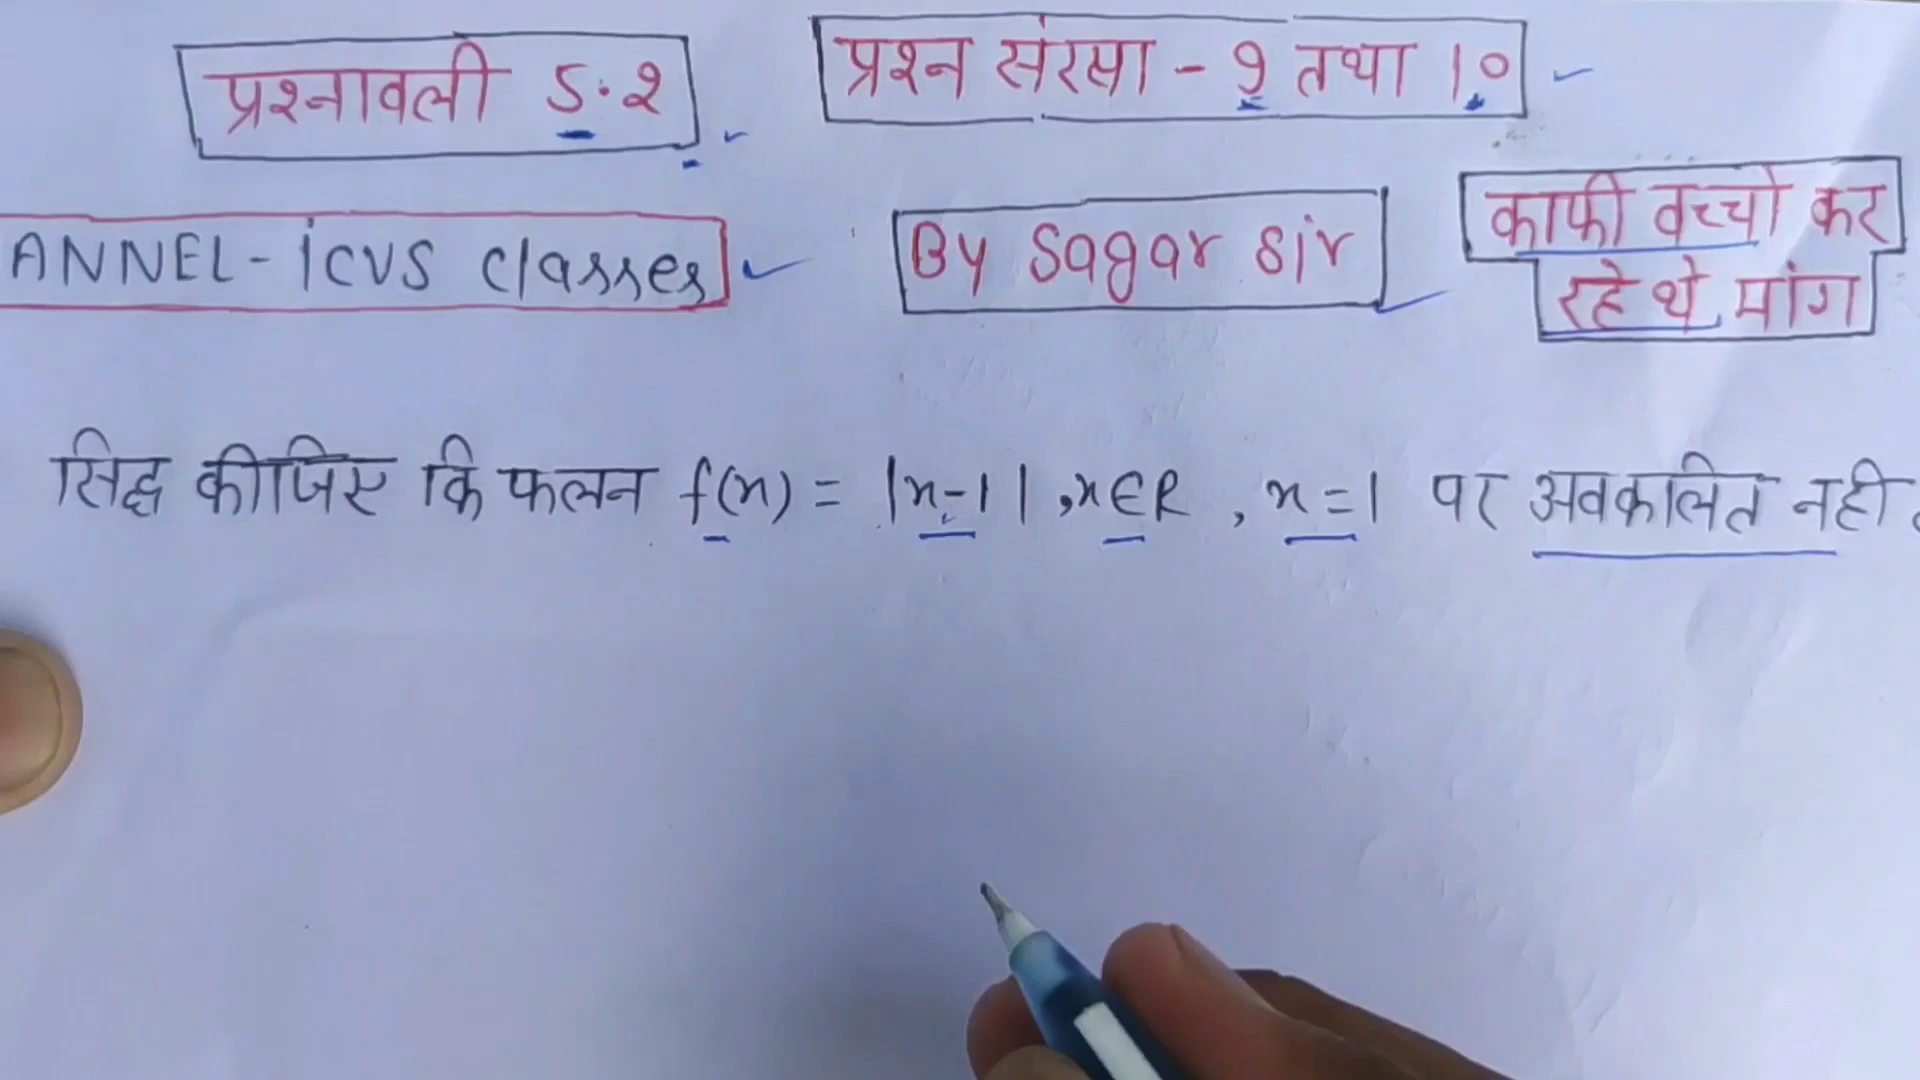 प्रश्नावली 5.2
प्रश्न संख्या - 9 तथा 10
ANNEL - iCVS Classes
By Sagar Sir
काफी बच्चो कर
रहे थे मांग
सिद्ध कीजिए कि फलन f(x) = |x-1|, x∈R, x=1 पर अवकलित नही